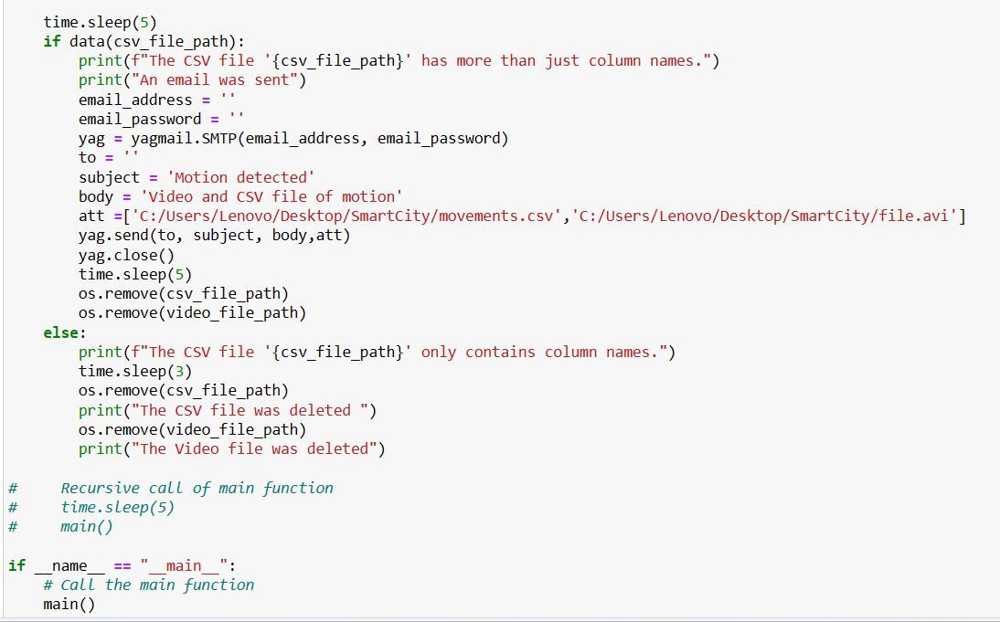 time.sleep(5)
    if data(csv_file_path):
        print(f"The CSV file '{csv_file_path}' has more than just column names.")
        print("An email was sent")
        email_address = ''
        email_password = ''
        yag = yagmail.SMTP(email_address, email_password)
        to = ''
        subject = 'Motion detected'
        body = 'Video and CSV file of motion'
        att =['C:/Users/Lenovo/Desktop/SmartCity/movements.csv','C:/Users/Lenovo/Desktop/SmartCity/file.avi']
        yag.send(to, subject, body,att)
        yag.close()
        time.sleep(5)
        os.remove(csv_file_path)
        os.remove(video_file_path)
    else:
        print(f"The CSV file '{csv_file_path}' only contains column names.")
        time.sleep(3)
        os.remove(csv_file_path)
        print("The CSV file was deleted ")
        os.remove(video_file_path)
        print("The Video file was deleted")

#     Recursive call of main function
#     time.sleep(5)
#     main()

if __name__ == "__main__":
    # Call the main function
    main()